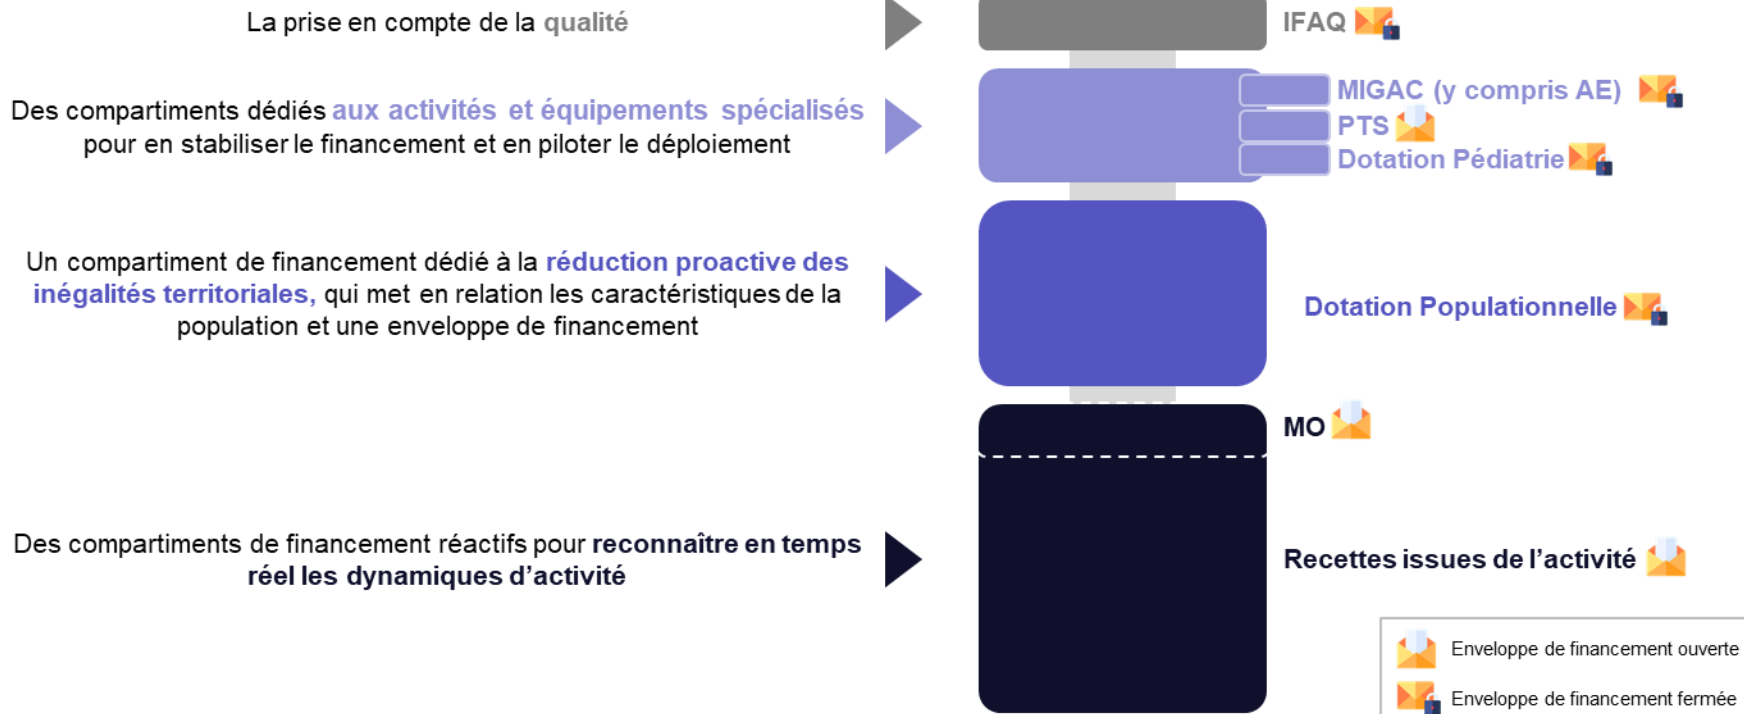 La prise en compte de la qualité
IFAQ
Des compartiments dédiés aux activités et équipements spécialisés
pour en stabiliser le financement et en piloter le déploiement
MIGAC (y compris AE)
PTS
Dotation Pédiatrie
Un compartiment de financement dédié à la réduction proactive des
inégalités territoriales, qui met en relation les caractéristiques de la
population et une enveloppe de financement
Dotation Populationnelle
MO
Des compartiments de financement réactifs pour reconnaître en temps
réel les dynamiques d'activité
Recettes issues de l'activité
Enveloppe de financement ouverte
Enveloppe de financement fermée